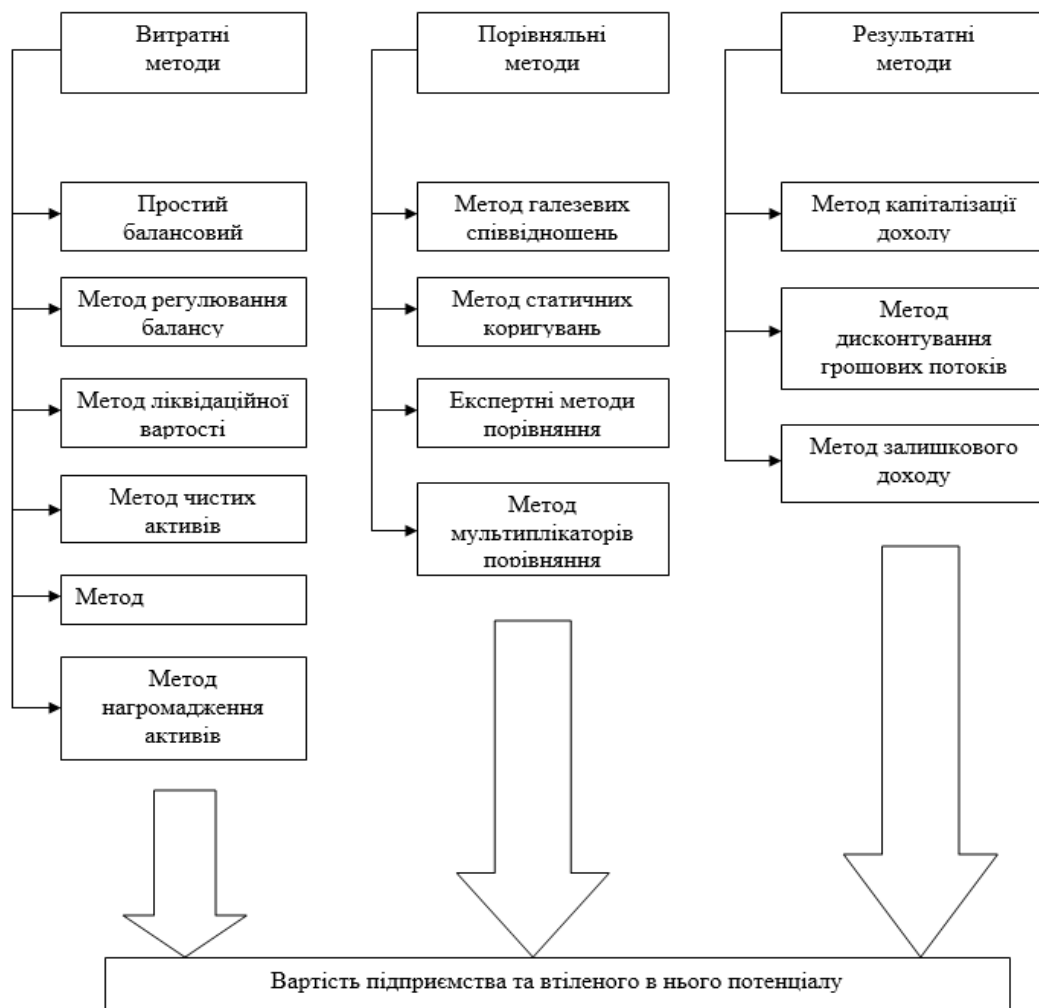 Витратні
методи
Простий
балансовий
Метод регулювання
балансу
Метод ліквідаційної
вартості
Метод чистих
активів
Метод
Метод
нагромадження
активів
Порівняльні
методи
Метод галезевих
співвідношень
Метод статичних
коригувань
Експертні методи
порівняння
Метод
мультиплікаторів
порівняння
Результатні
методи
Метод капіталізації
дохолу
Метод
дисконтування
грошових потоків
Метод залишкового
доходу
Вартість підприємства та втіленого в нього потенціалу